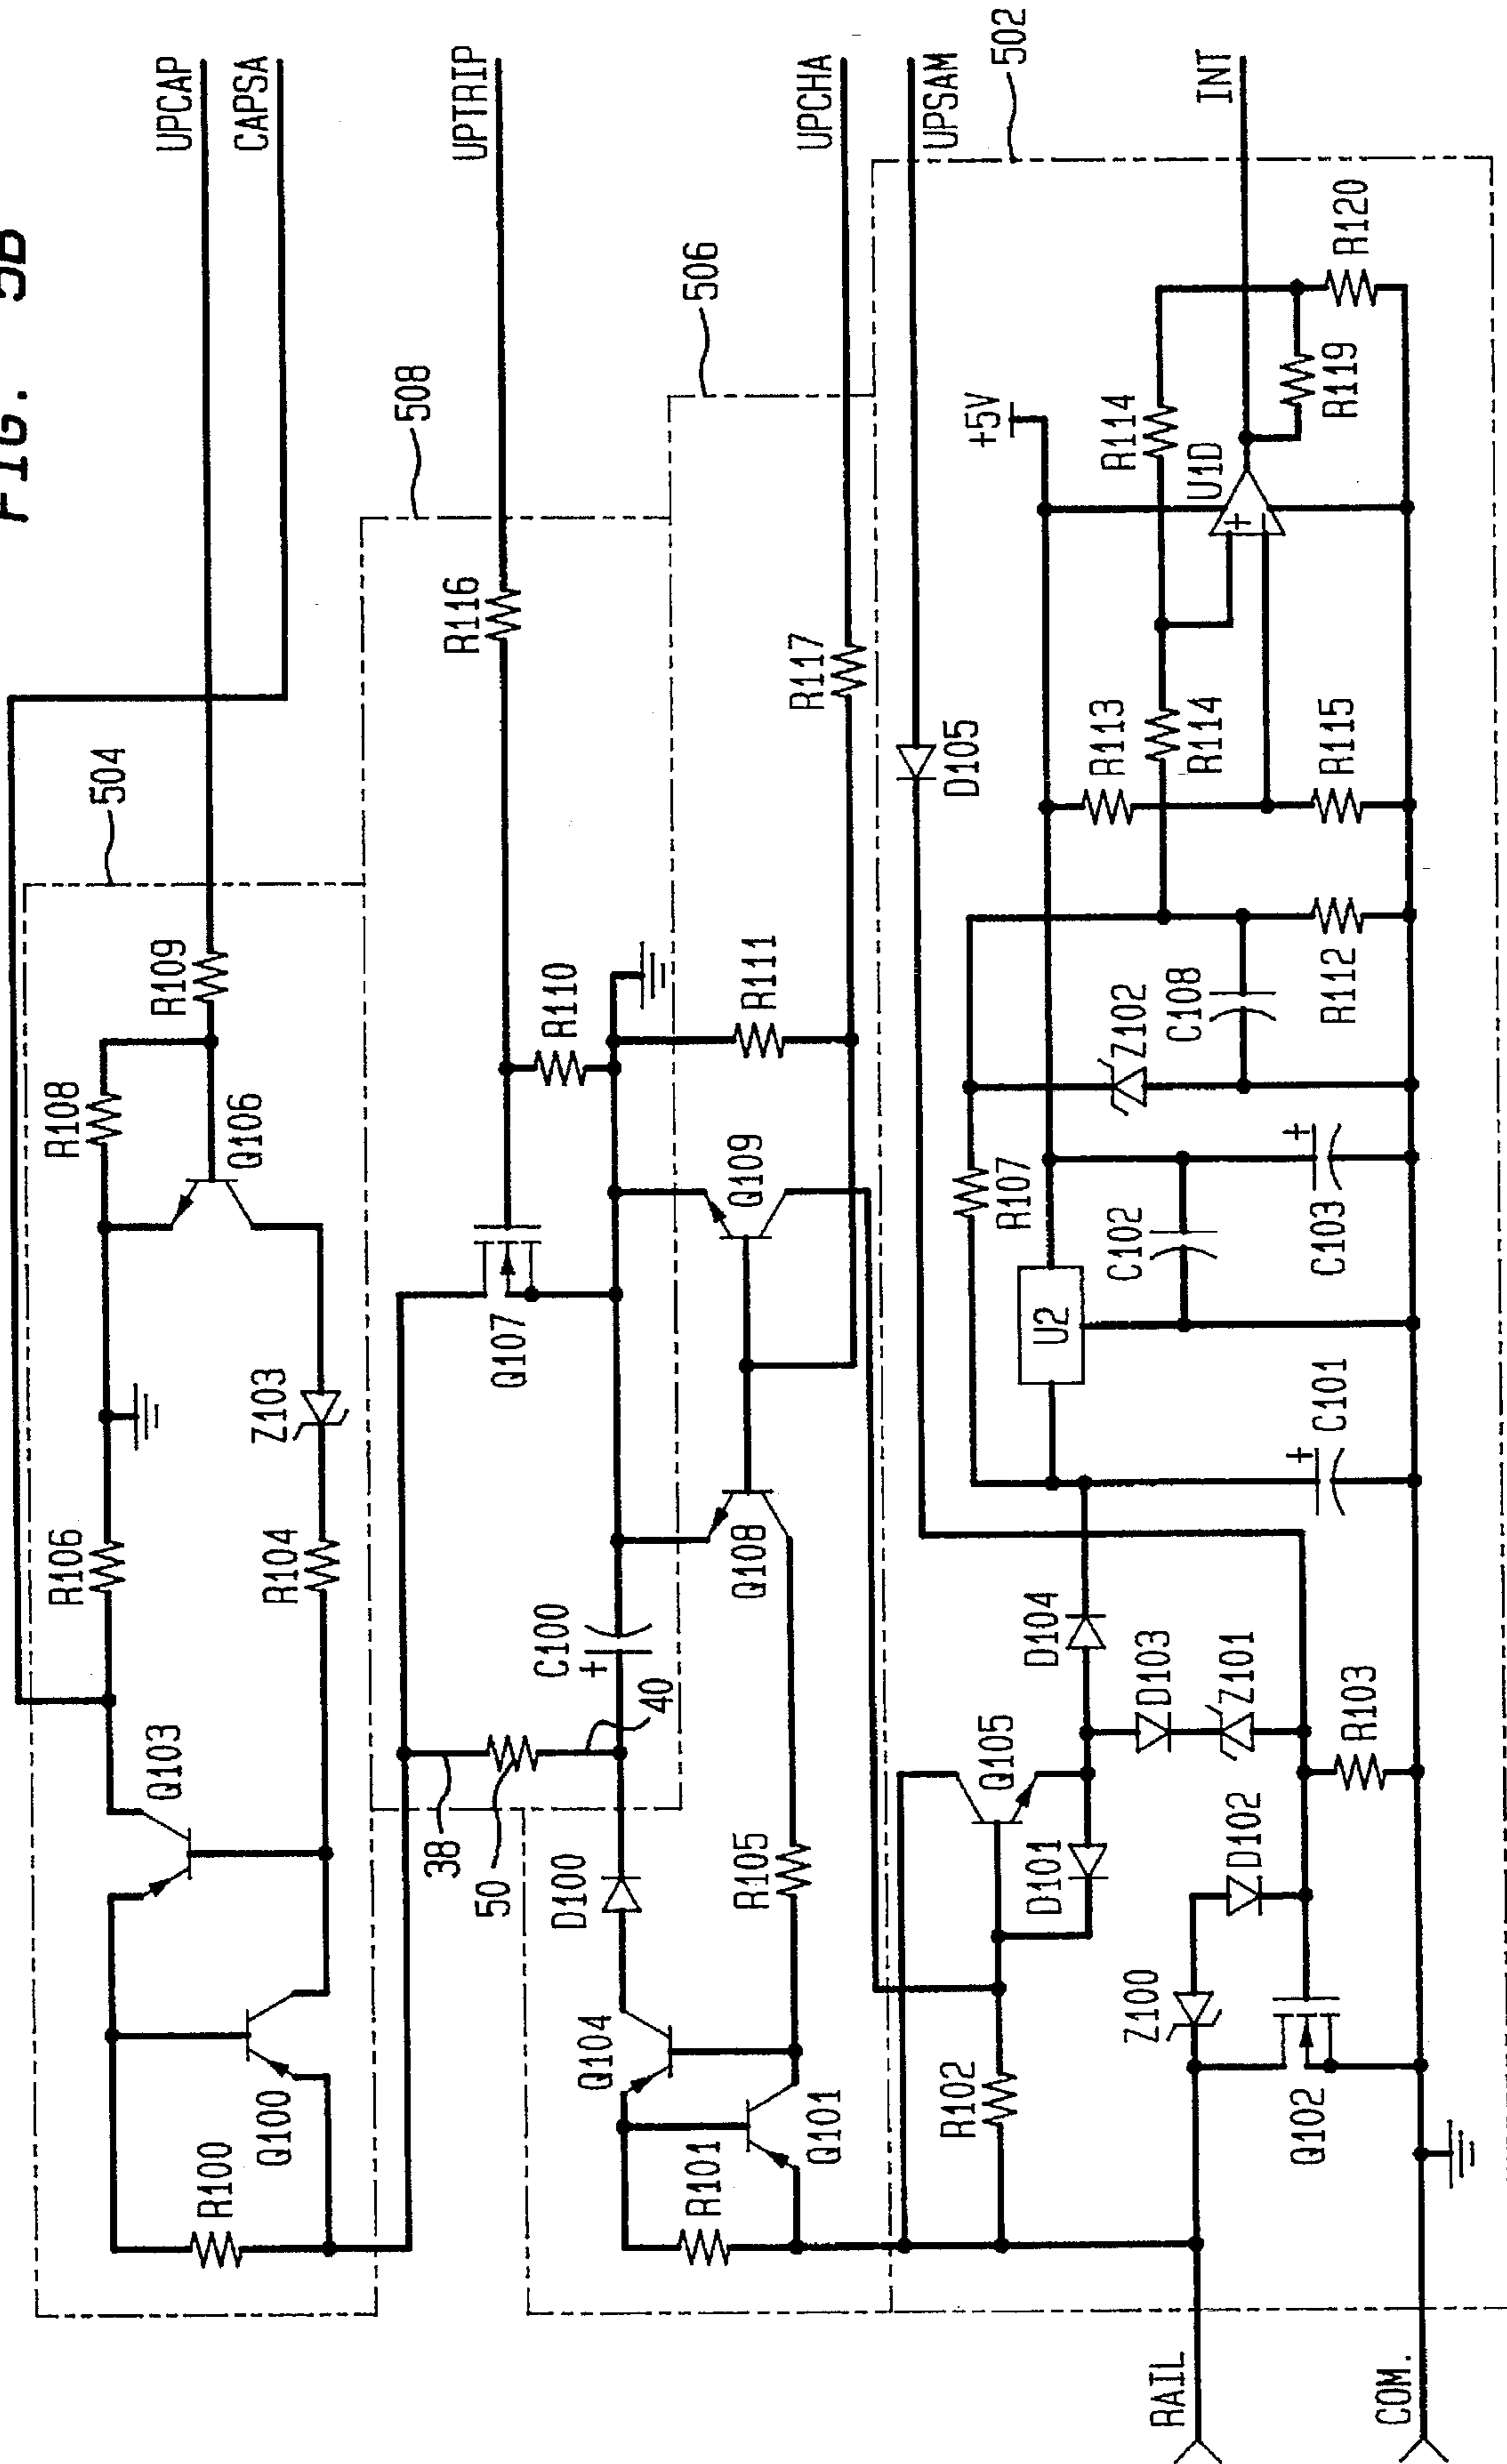 FIG. 5B
UPCAP
CAPSA
504
R109
R108
Q106
R106
Z103
R104
Q103
Q100
R100
508
UPTRIP
R116
R110
Q107
C100
40
38
50
506
UPCHA
R117
R111
Q109
Q108
D100
R105
Q104
Q101
R101
UPSAM
502
D105
INT
+5V
R114
U1D
R119
R120
R113
R114
R115
Z102
C108
R112
R107
C102
C103
U2
C101
D104
D103
Z101
R103
Q105
D101
D102
Z100
R102
Q102
RAIL
COM.